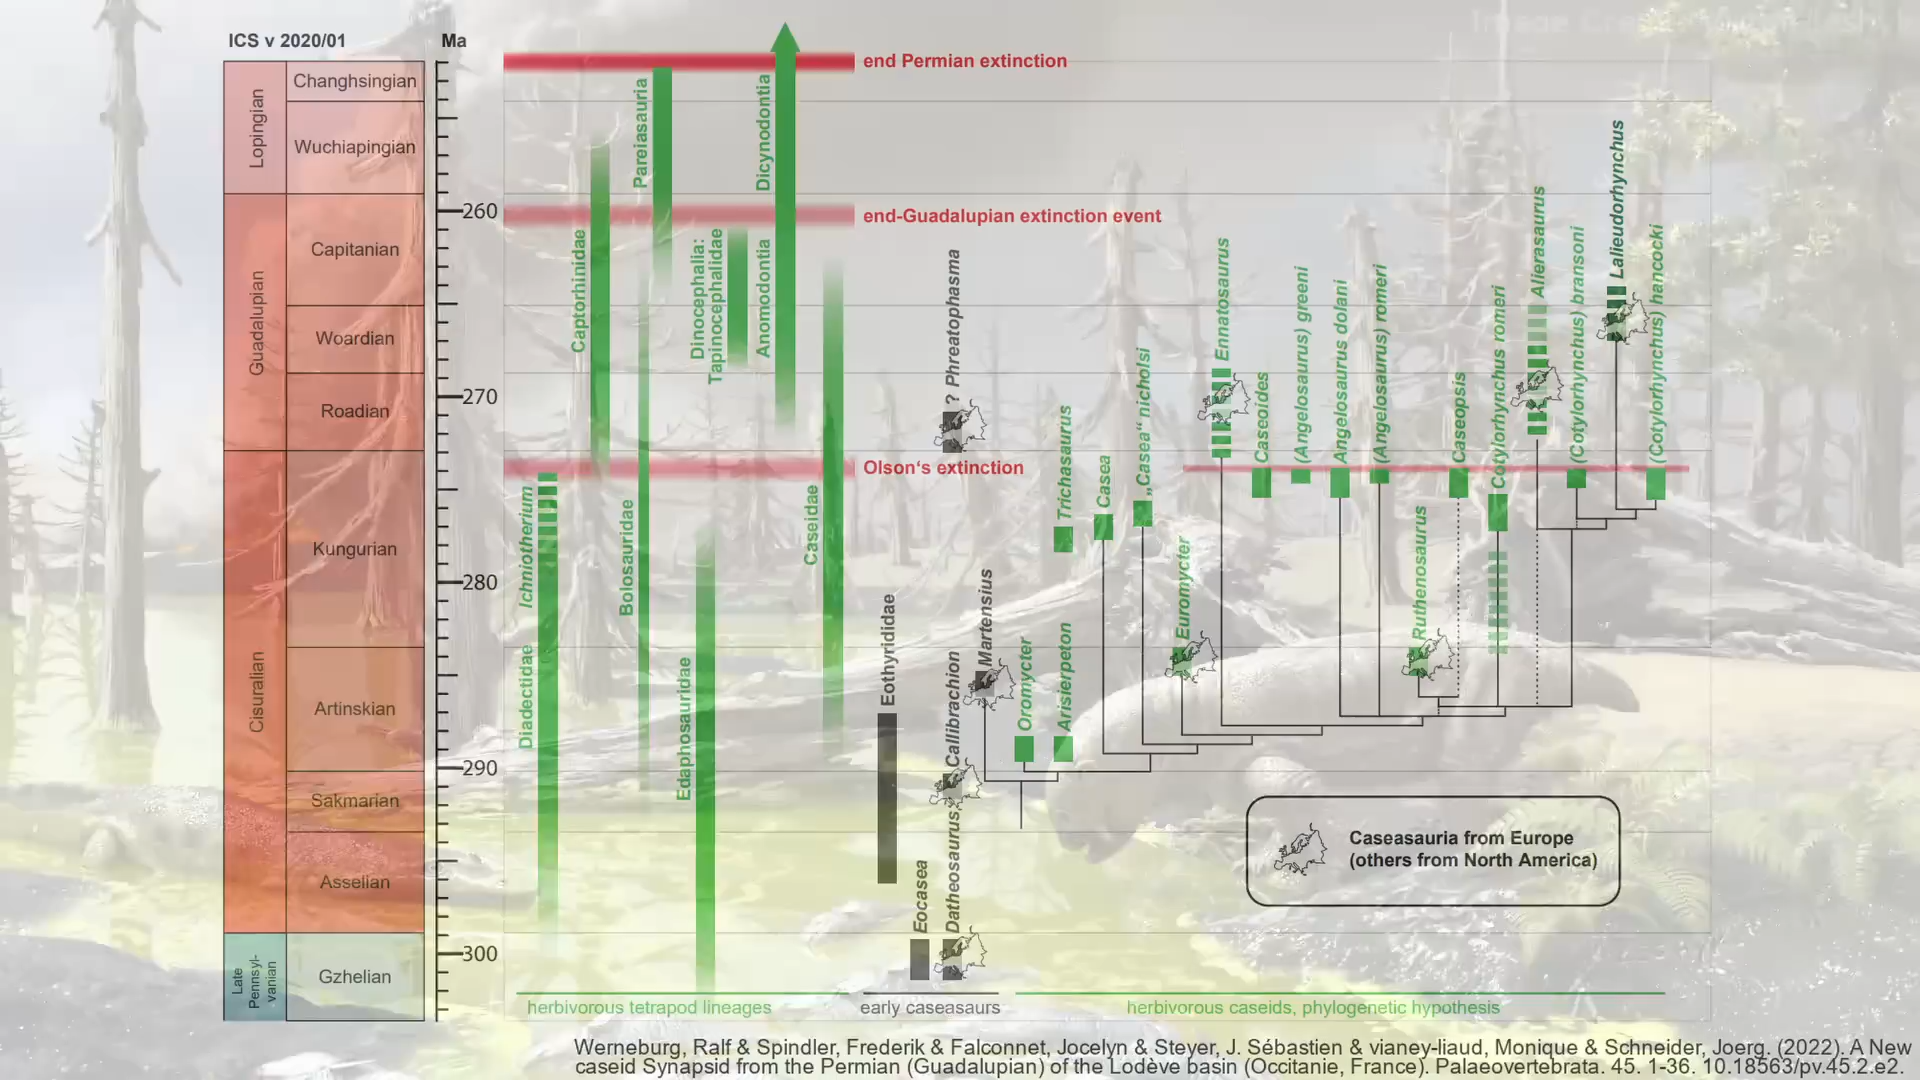 ICS v 2020/01
Ma
Lopingian
Changhsingian
Wuchiapingian
Guadalupian
Capitanian
Woardian
Roadian
Cisuralian
Kungurian
Artinskian
Sakmarian
Asselian
Late
Pennsyl-
vanian
Gzhelian
260
270
280
290
300
end Permian extinction
end-Guadalupian extinction event
Olson's extinction
Diadectidae
Ichniotherium
Captorhinidae
Bolosauridae
Pareiasauria
Edaphosauridae
Dinocephalia:
Tapinocephalidae
Anomodontia
Dicynodontia
Caseidae
Eothyrididae
Eocasea
Datheosaurus,
Callibrachion
? Phreatophasma
Martensius
Oromycter
Arisierpeton
Trichasaurus
Casea
„Casea“ nicholsi
Euromycter
Ennatosaurus
Caseoides
(Angelosaurus) greeni
Angelosaurus dolani
(Angelosaurus) romeri
Ruthenosaurus
Caseopsis
Cotylorhynchus romeri
Alierasaurus
(Cotylorhynchus) bransoni
Lalieudorhynchus
(Cotylorhynchus) hancocki
Caseasauria from Europe
(others from North America)
herbivorous tetrapod lineages
early caseasaurs
herbivorous caseids, phylogenetic hypothesis
Werneburg, Ralf & Spindler, Frederik & Falconnet, Jocelyn & Steyer, J. Sébastien & vianey-liaud, Monique & Schneider, Joerg. (2022). A New
caseid Synapsid from the Permian (Guadalupian) of the Lodève basin (Occitanie, France). Palaeovertebrata. 45. 1-36. 10.18563/pv.45.2.e2.